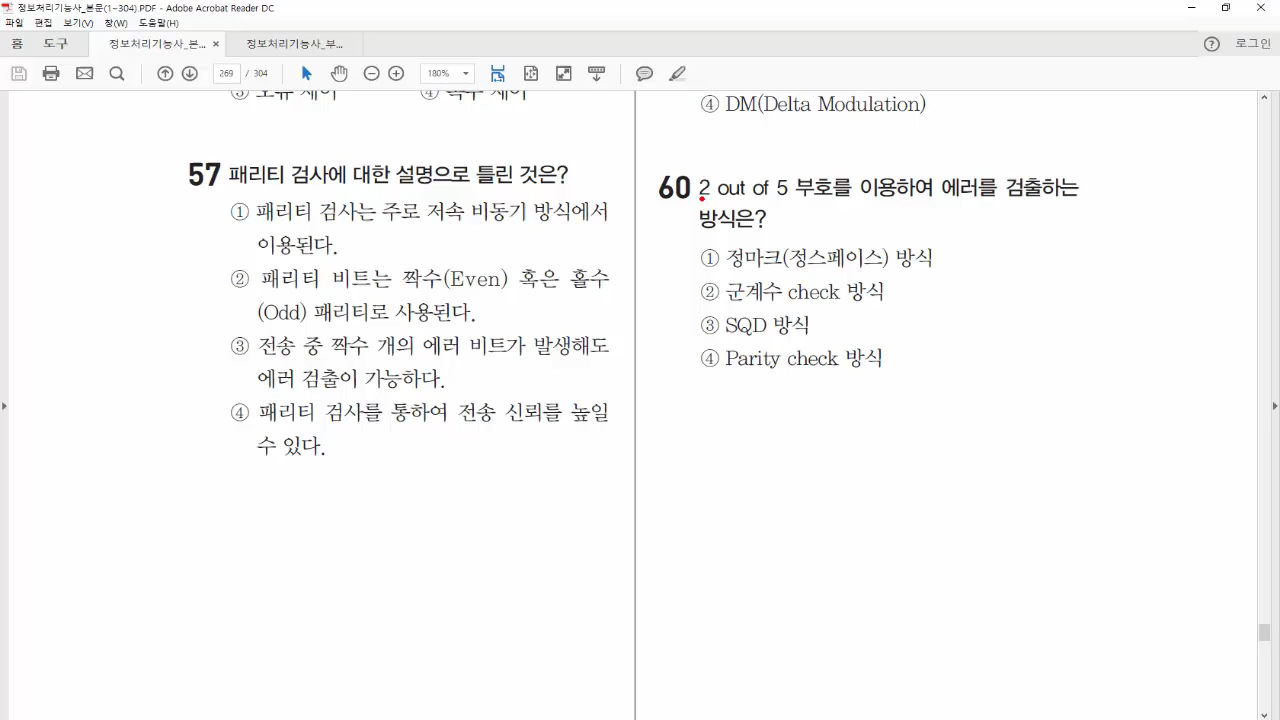 정보처리기능사_본문(1~304).PDF - Adobe Acrobat Reader DC
파일 편집 보기(V) 창(W) 도움말(H)
홈 도구 정보처리기능사_본... × 정보처리기능사_부... ? 로그인
269 / 304 180%
④ DM(Delta Modulation)
57 패리티 검사에 대한 설명으로 틀린 것은?
① 패리티 검사는 주로 저속 비동기 방식에서
이용된다.
② 패리티 비트는 짝수(Even) 혹은 홀수
(Odd) 패리티로 사용된다.
③ 전송 중 짝수 개의 에러 비트가 발생해도
에러 검출이 가능하다.
④ 패리티 검사를 통하여 전송 신뢰를 높일
수 있다.
60 2 out of 5 부호를 이용하여 에러를 검출하는
방식은?
① 정마크(정스페이스) 방식
② 군계수 check 방식
③ SQD 방식
④ Parity check 방식